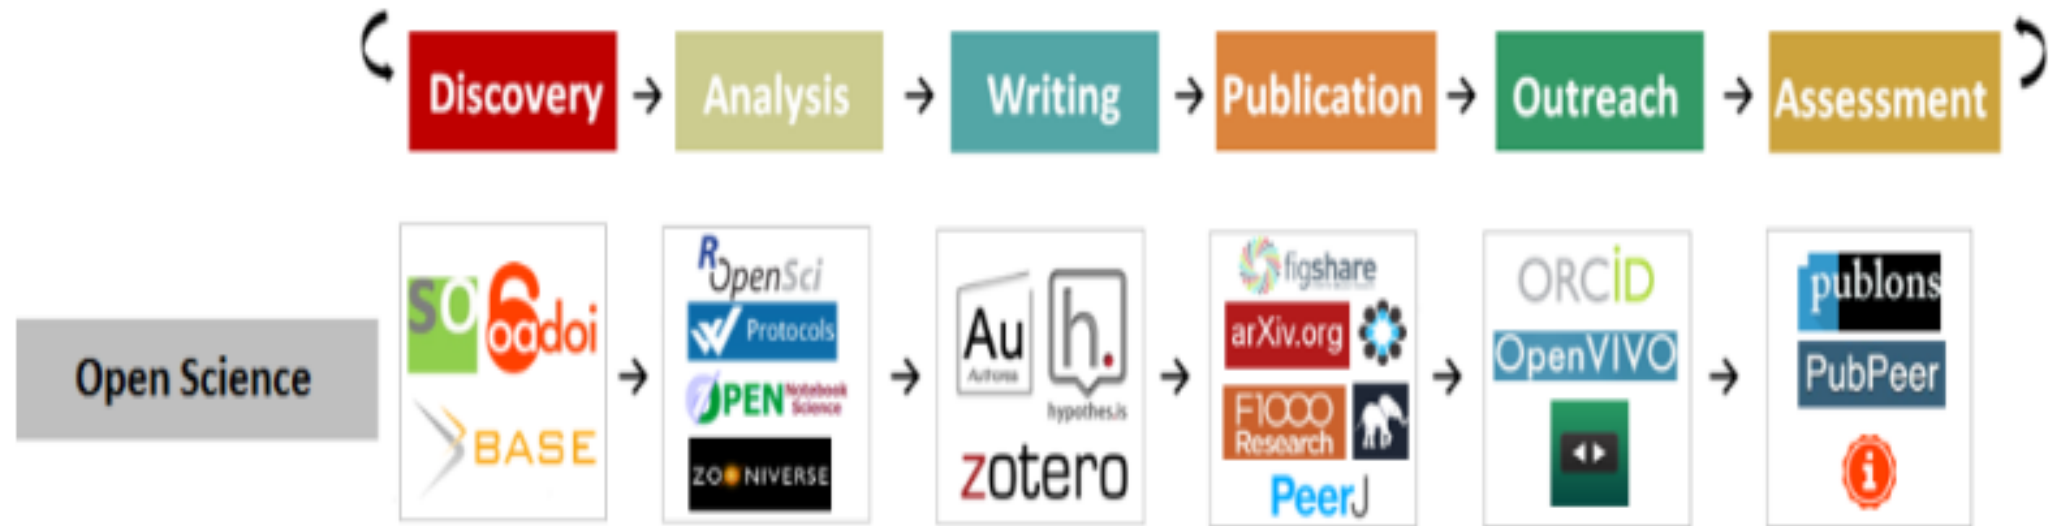 Discovery
Analysis
Writing
Publication
Outreach
Assessment
Open Science
SO
oadoi
BASE
ROpenSci
Protocols
OPEN Notebook Science
ZOONIVERSE
Au
Authorea
h.
hypothes.is
zotero
figshare
arXiv.org
F1000
Research
PeerJ
ORCiD
OpenVIVO
publons
PubPeer
i